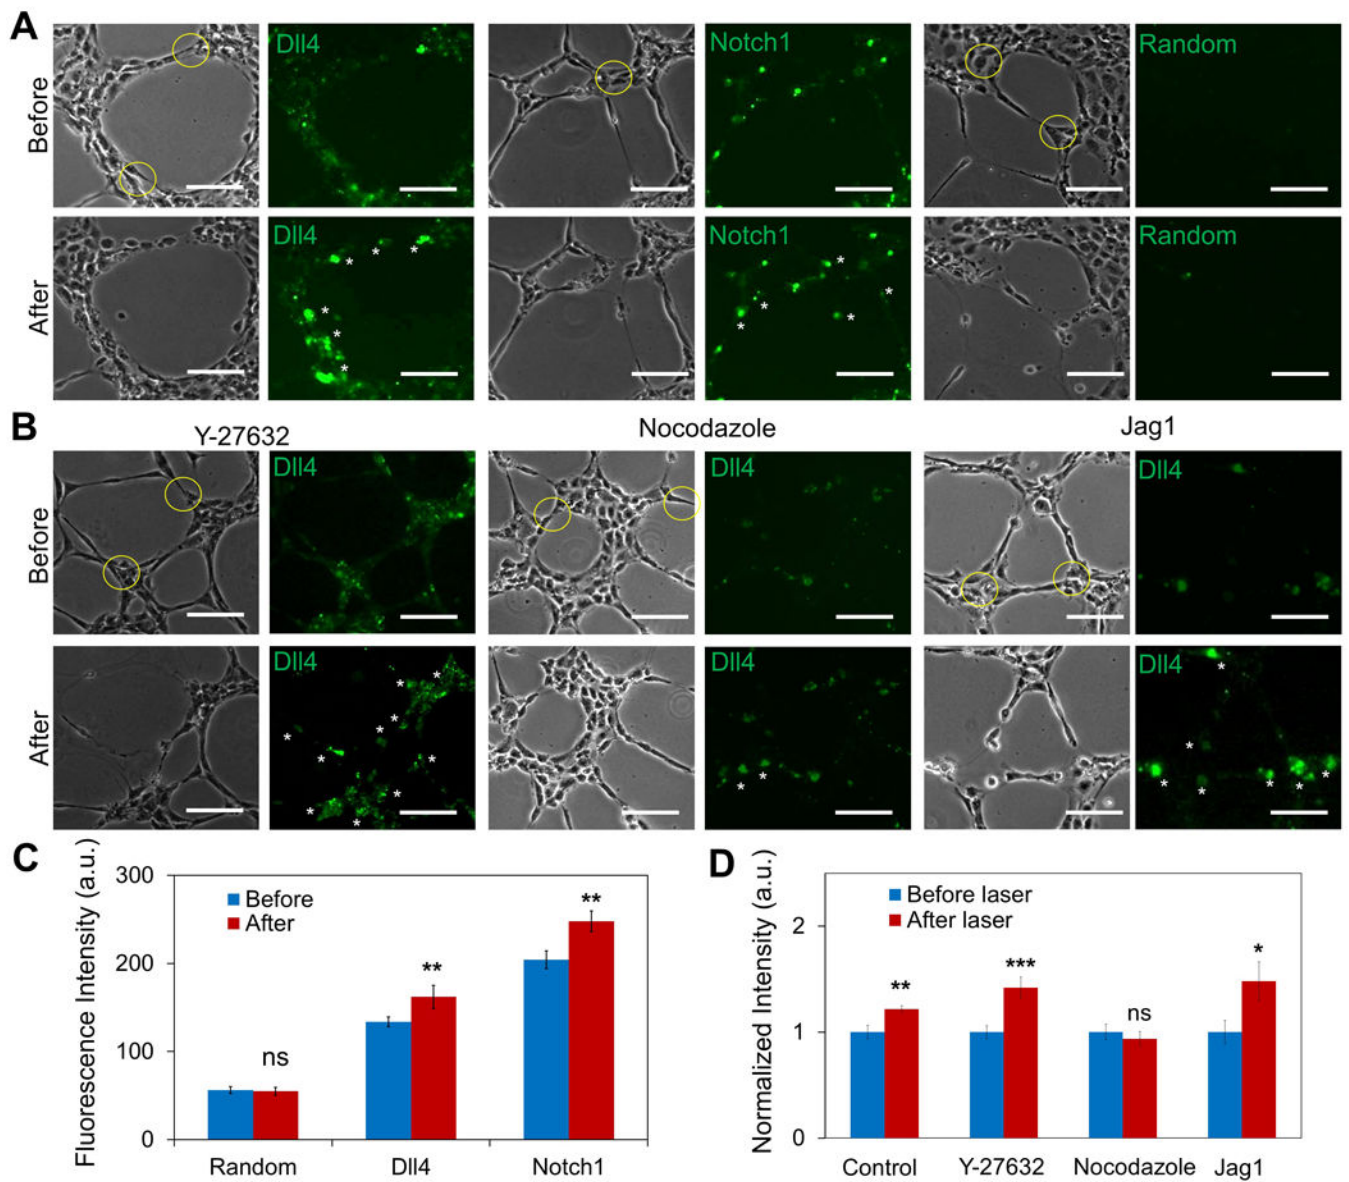 A
Before
Dll4
Notch1
Random
After
Dll4
*
*
*
*
*
*
Notch1
*
*
*
*
*
Random
B
Y-27632
Nocodazole
Jag1
Before
Dll4
Dll4
Dll4
After
Dll4
*
*
*
*
*
*
*
*
*
*
Dll4
*
*
Dll4
*
*
*
*
*
*
*
C
Fluorescence Intensity (a.u.)
300
200
100
0
Before
After
ns
**
**
Random
Dll4
Notch1
D
Normalized Intensity (a.u.)
2
1
0
Before laser
After laser
**
***
ns
*
Control
Y-27632
Nocodazole
Jag1